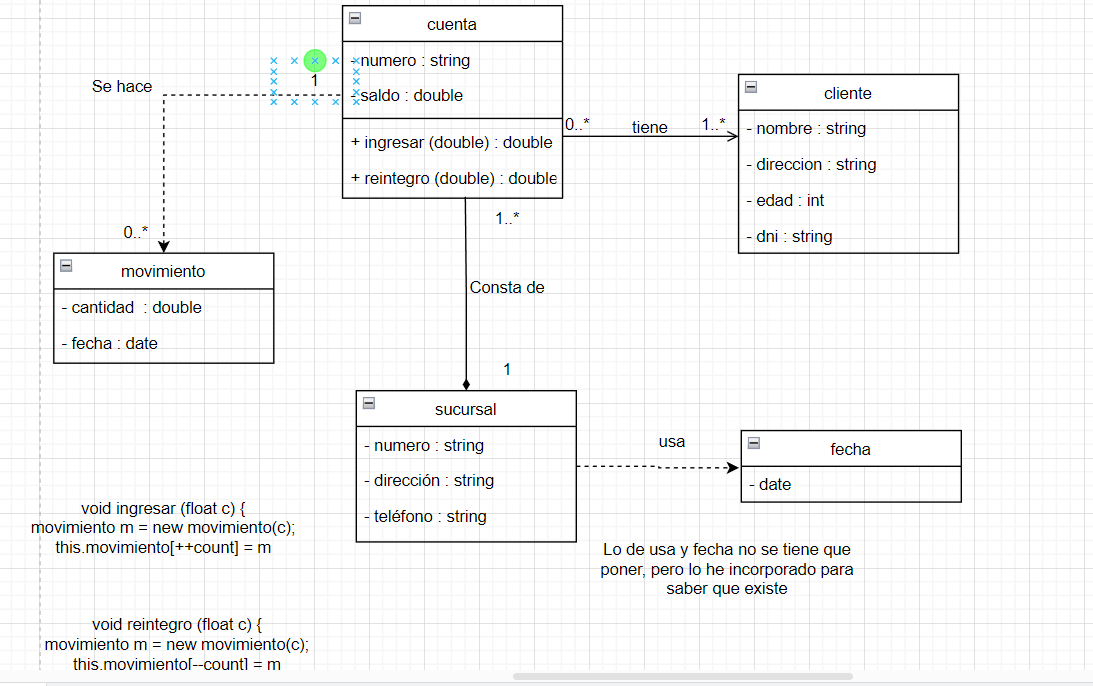 cuenta
- numero : string
- saldo : double
+ ingresar (double) : double
+ reintegro (double) : double
1
Se hace
0..*
0..*
tiene
1..*
cliente
- nombre : string
- direccion : string
- edad : int
- dni : string
movimiento
- cantidad : double
- fecha : date
1..*
Consta de
1
sucursal
- numero : string
- dirección : string
- teléfono : string
usa
fecha
- date
void ingresar (float c) {
movimiento m = new movimiento(c);
this.movimiento[++count] = m
Lo de usa y fecha no se tiene que
poner, pero lo he incorporado para
saber que existe
void reintegro (float c) {
movimiento m = new movimiento(c);
this.movimiento[--count] = m